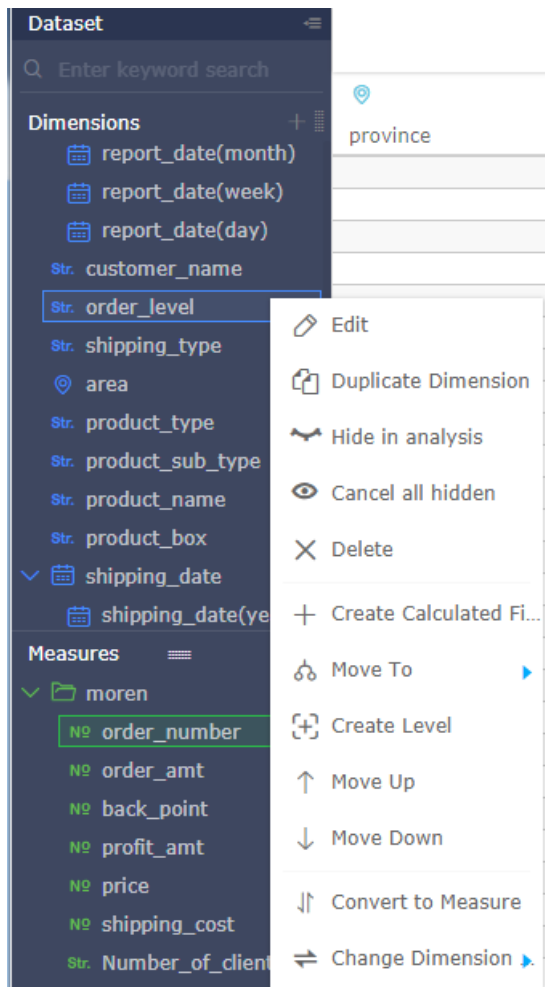 Dataset
Enter keyword search
Dimensions
province
report_date(month)
report_date(week)
report_date(day)
Str. customer_name
Str. order_level
Str. shipping_type
area
Str. product_type
Str. product_sub_type
Str. product_name
Str. product_box
shipping_date
shipping_date(ye
Measures
moren
Nº order_number
Nº order_amt
Nº back_point
Nº profit_amt
Nº price
Nº shipping_cost
Str. Number_of_client
Edit
Duplicate Dimension
Hide in analysis
Cancel all hidden
Delete
Create Calculated Fi...
Move To
Create Level
Move Up
Move Down
Convert to Measure
Change Dimension ...